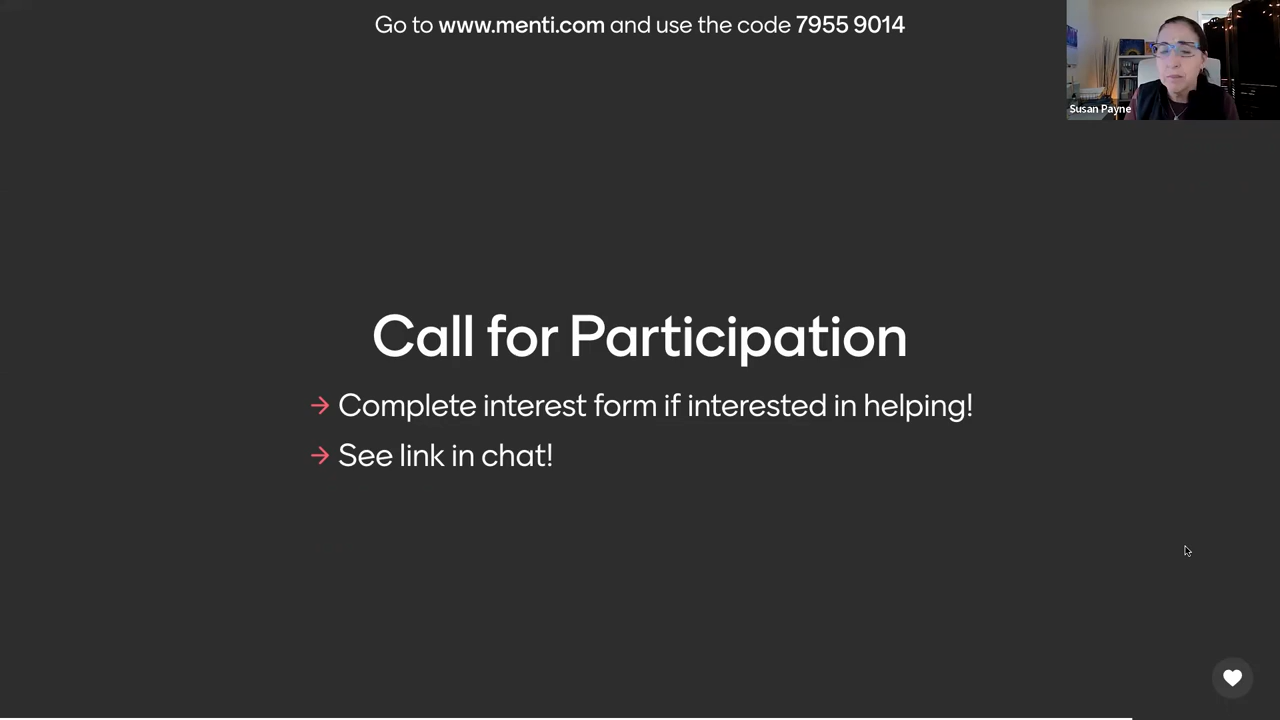 Go to www.menti.com and use the code 7955 9014
Susan Payne
Call for Participation
→ Complete interest form if interested in helping!
→ See link in chat!